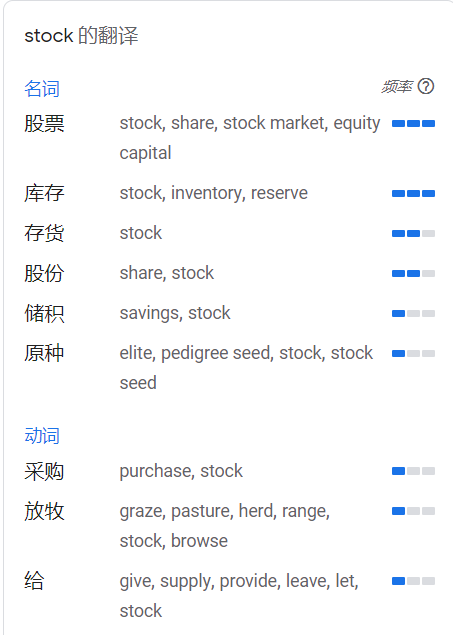 stock 的翻译
名词 频率
股票 stock, share, stock market, equity
capital
库存 stock, inventory, reserve
存货 stock
股份 share, stock
储积 savings, stock
原种 elite, pedigree seed, stock, stock
seed
动词
采购 purchase, stock
放牧 graze, pasture, herd, range,
stock, browse
给 give, supply, provide, leave, let,
stock